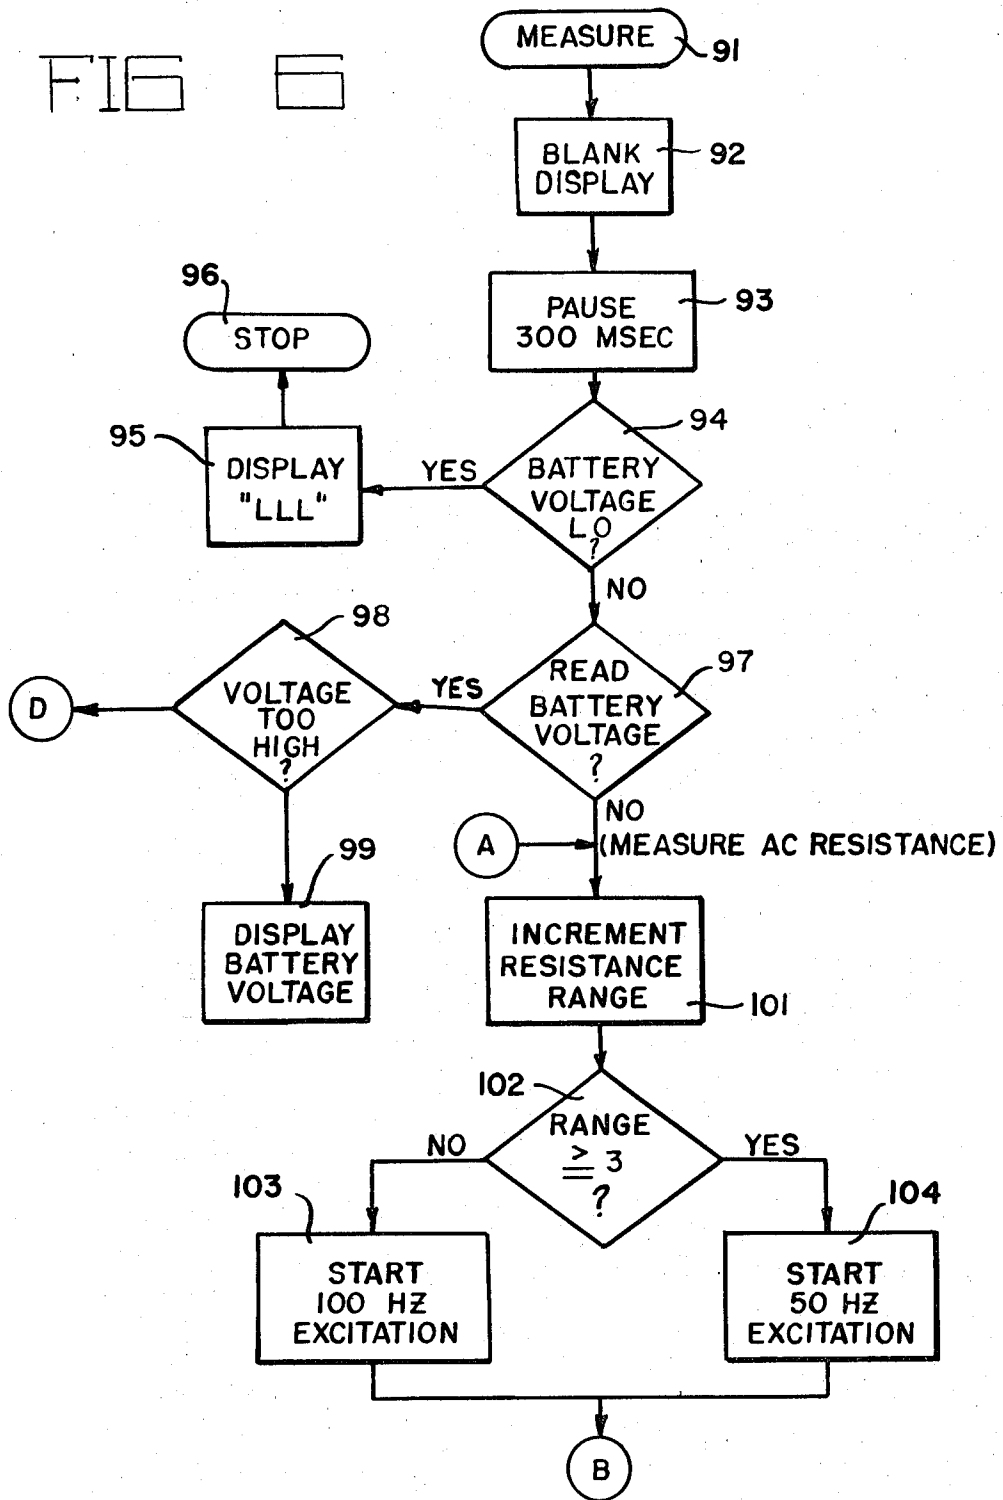 FIG 6
MEASURE
91
BLANK
DISPLAY
92
PAUSE
300 MSEC
93
96
STOP
94
BATTERY
VOLTAGE
LO
?
YES
95
DISPLAY
"LLL"
NO
98
VOLTAGE
TOO
HIGH
?
D
YES
READ
BATTERY
VOLTAGE
?
97
NO
A
(MEASURE AC RESISTANCE)
99
DISPLAY
BATTERY
VOLTAGE
INCREMENT
RESISTANCE
RANGE
101
102
RANGE
≥ 3
?
NO
YES
103
START
100 HZ
EXCITATION
104
START
50 HZ
EXCITATION
B